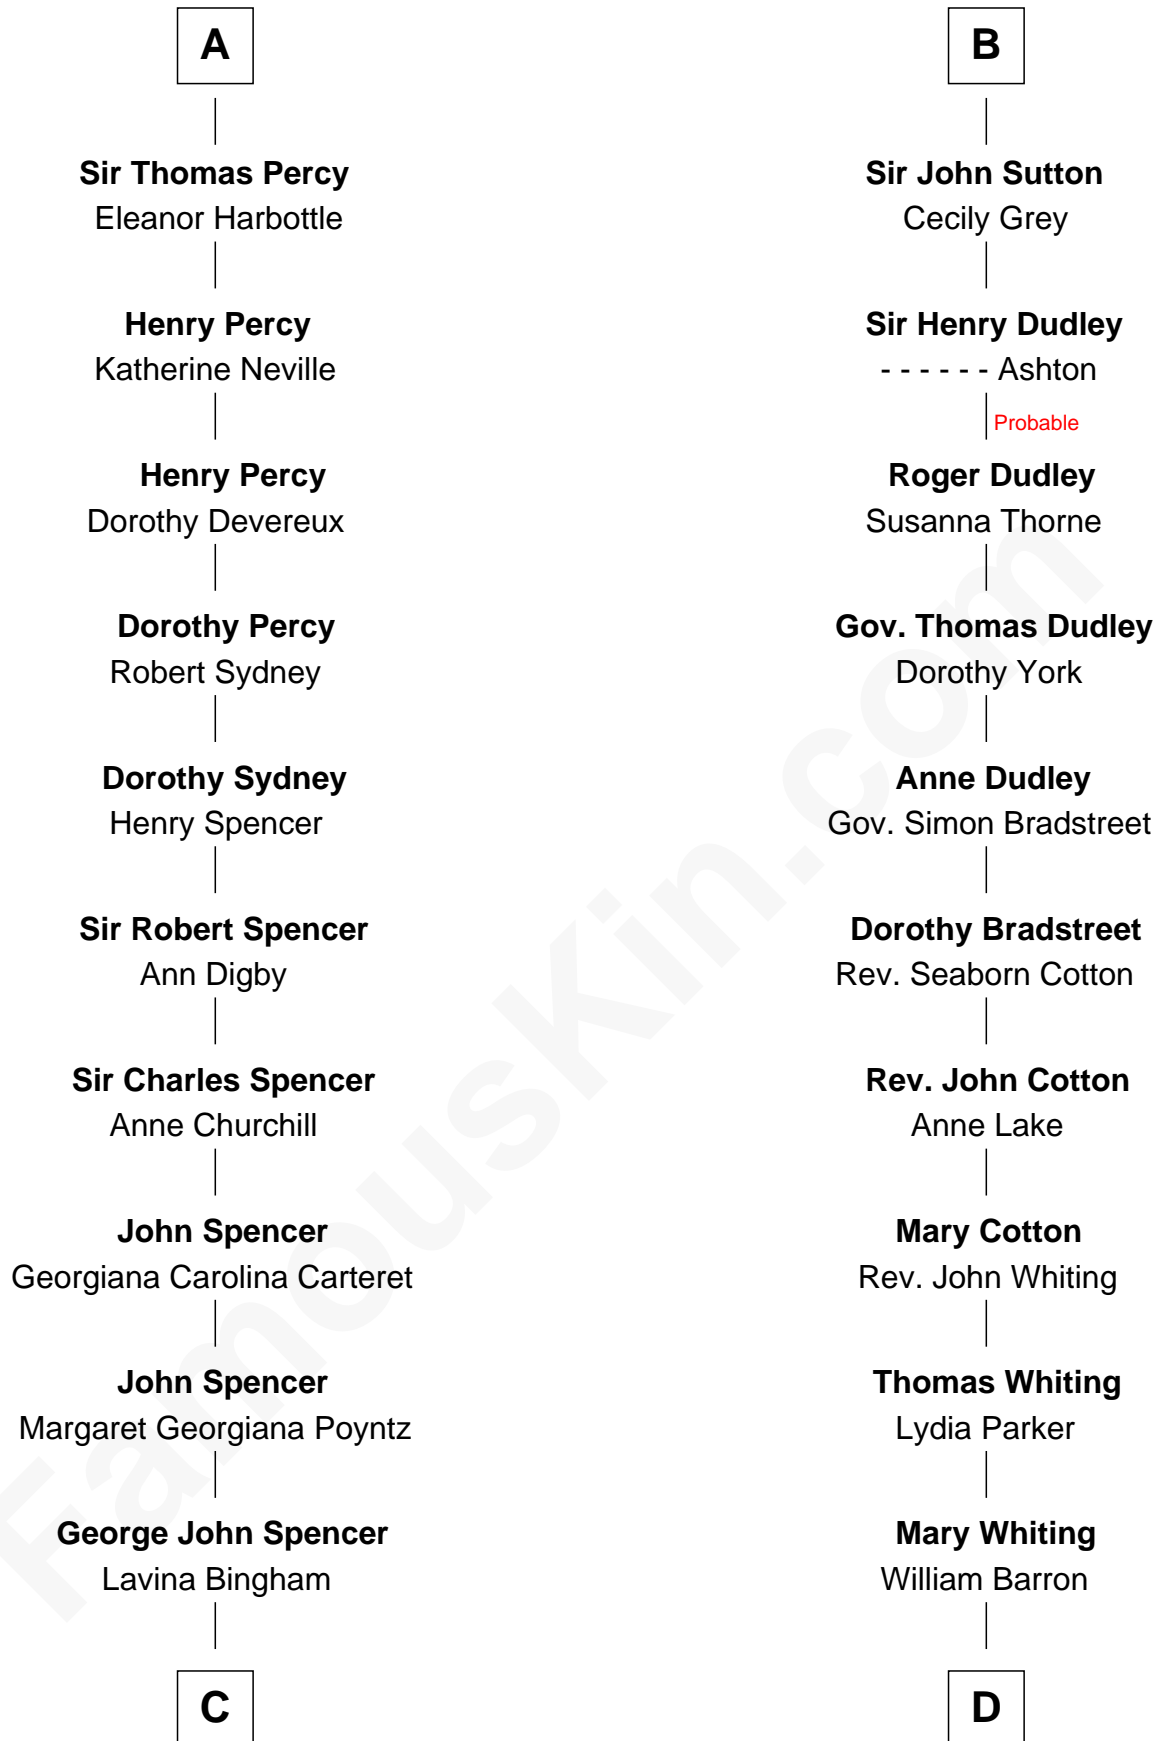 A
Sir Thomas Percy
Eleanor Harbottle
Henry Percy
Katherine Neville
Henry Percy
Dorothy Devereux
Dorothy Percy
Robert Sydney
Dorothy Sydney
Henry Spencer
Sir Robert Spencer
Ann Digby
Sir Charles Spencer
Anne Churchill
John Spencer
Georgiana Carolina Carteret
John Spencer
Margaret Georgiana Poyntz
George John Spencer
Lavina Bingham
C
B
Sir John Sutton
Cecily Grey
Sir Henry Dudley
- - - - - - Ashton
Probable
Roger Dudley
Susanna Thorne
Gov. Thomas Dudley
Dorothy York
Anne Dudley
Gov. Simon Bradstreet
Dorothy Bradstreet
Rev. Seaborn Cotton
Rev. John Cotton
Anne Lake
Mary Cotton
Rev. John Whiting
Thomas Whiting
Lydia Parker
Mary Whiting
William Barron
D
FamousKin.com